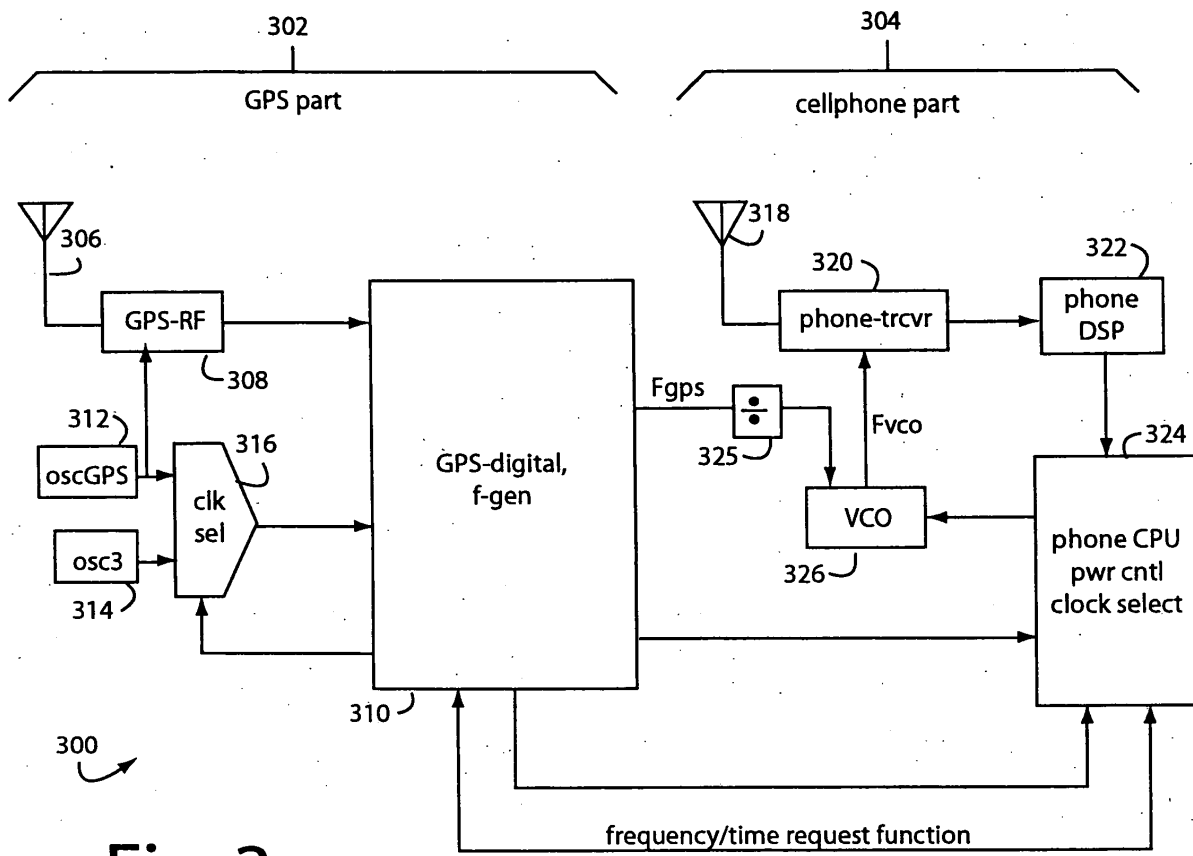 302
304
GPS part
cellphone part
306
318
320
322
GPS-RF
phone-trcvr
phone
DSP
308
312
316
Fgps
÷
Fvco
324
325
oscGPS
clk
sel
GPS-digital,
f-gen
VCO
osc3
326
phone CPU
pwr cntl
clock select
314
310
300
frequency/time request function